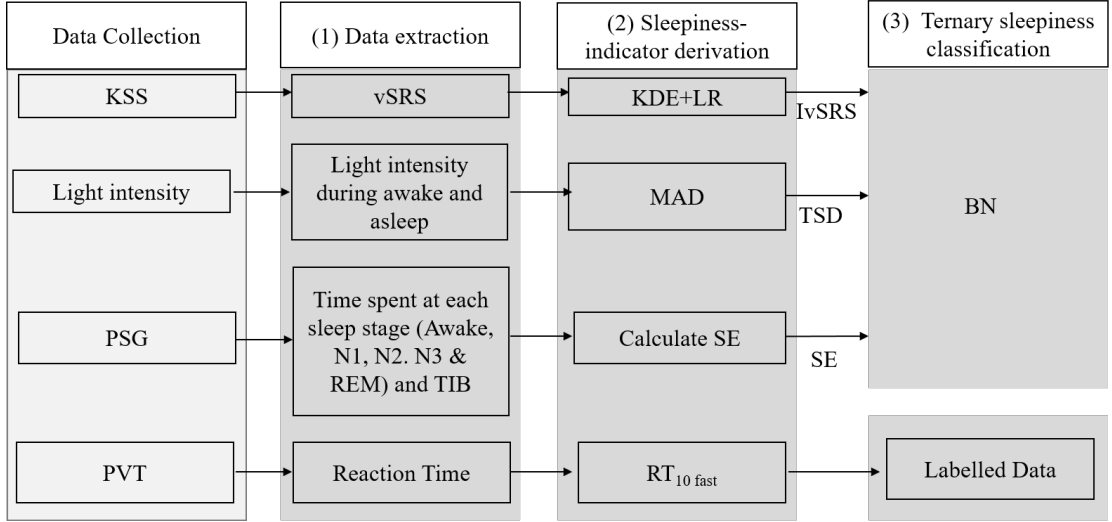 Data Collection
(1) Data extraction
(2) Sleepiness-
indicator derivation
(3) Ternary sleepiness
classification
KSS
vSRS
KDE+LR
IvSRS
Light intensity
Light intensity
during awake and
asleep
MAD
TSD
BN
PSG
Time spent at each
sleep stage (Awake,
N1, N2. N3 &
REM) and TIB
Calculate SE
SE
PVT
Reaction Time
RT10 fast
Labelled Data